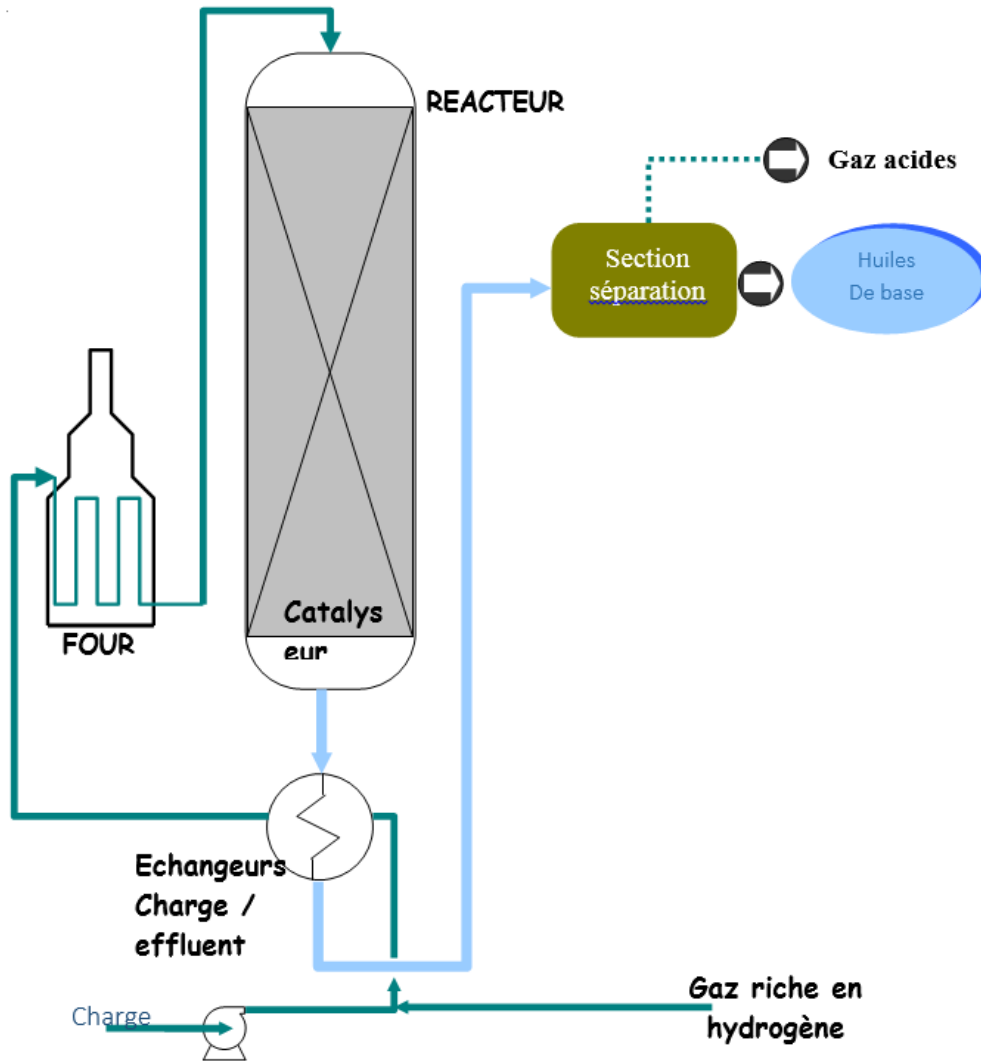 REACTEUR
Gaz acides
Section
séparation
Huiles
De base
Catalys
eur
FOUR
Echangeurs
Charge /
effluent
Charge
Gaz riche en
hydrogène